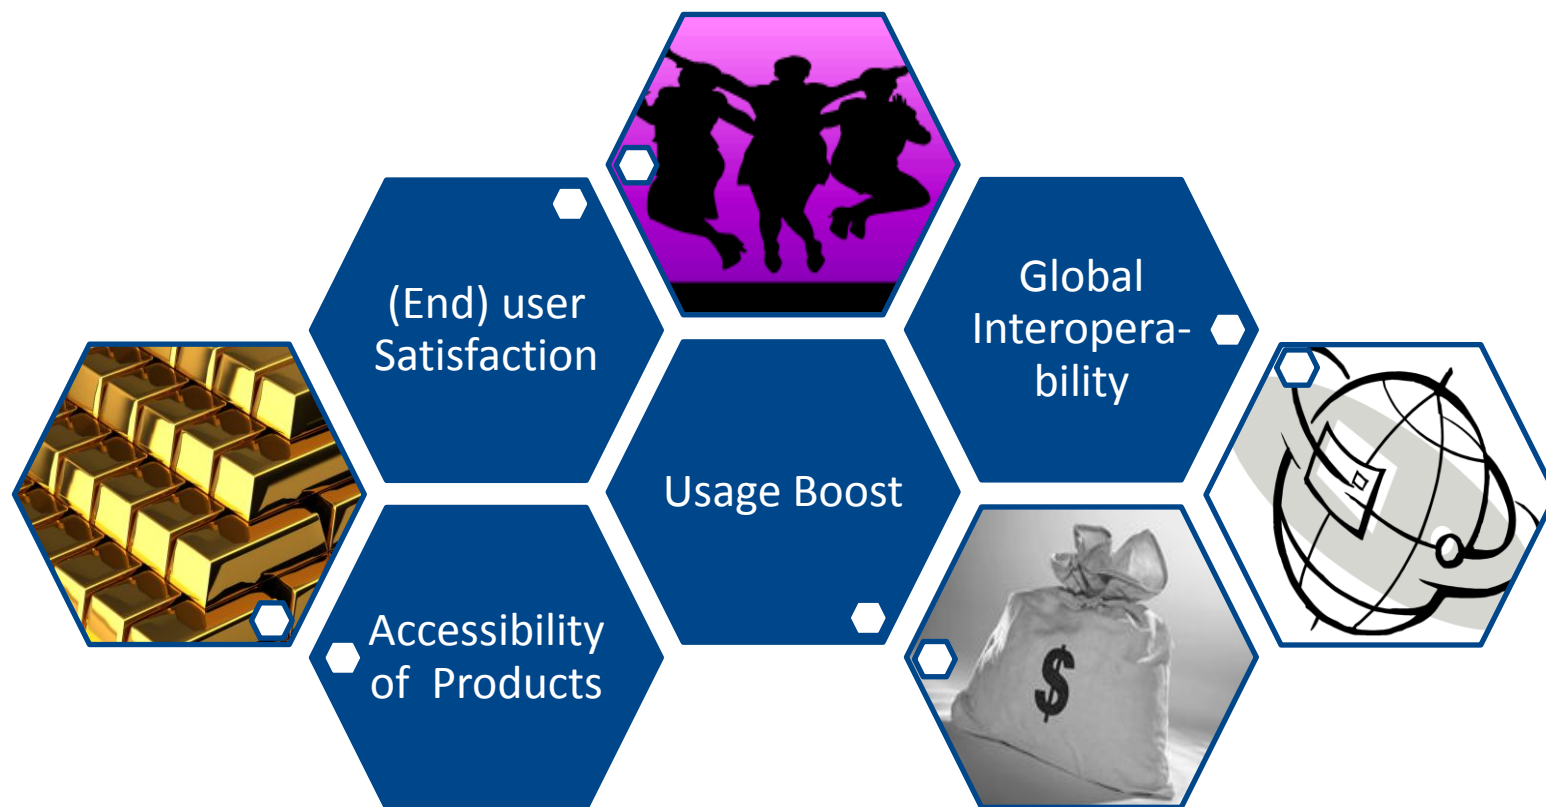 (End) user
Satisfaction
Global
Interopera-
bility
Usage Boost
Accessibility
of Products
$